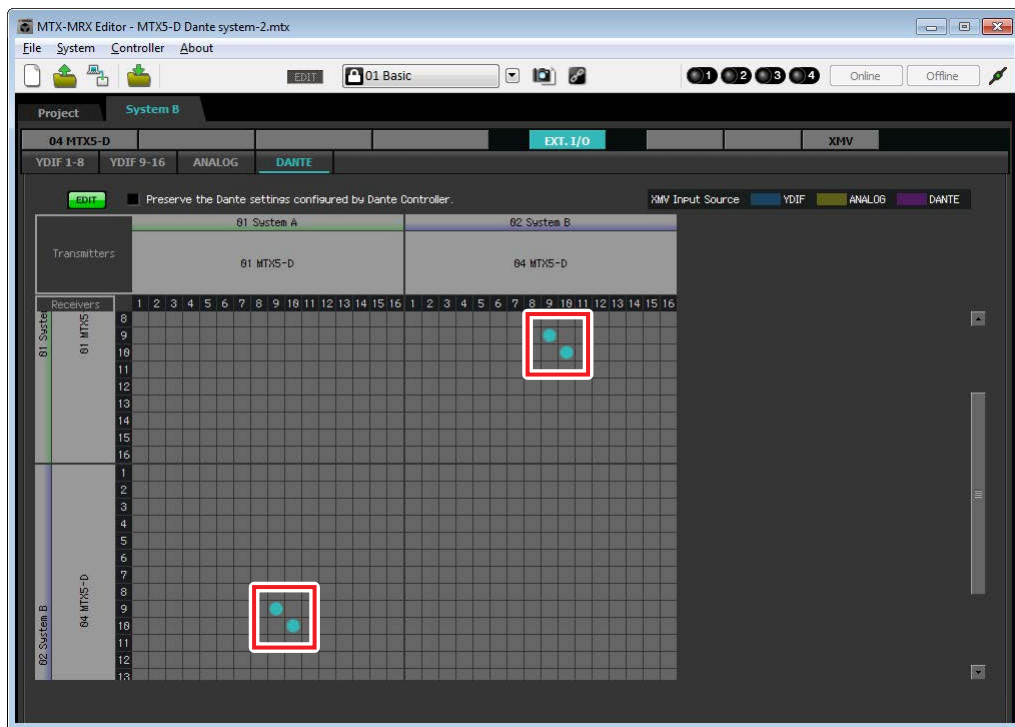 MTX-MRX Editor - MTX5-D Dante system-2.mtx
File System Controller About
EDIT 01 Basic 1 2 3 4 Online Offline
Project System B
04 MTX5-D EXT. I/O XMV
YDIF 1-8 YDIF 9-16 ANALOG DANTE
EDIT Preserve the Dante settings configured by Dante Controller. XMV Input Source YDIF ANALOG DANTE
01 System A 02 System B
Transmitters
01 MTX5-D 04 MTX5-D
Receivers 1 2 3 4 5 6 7 8 9 10 11 12 13 14 15 16 1 2 3 4 5 6 7 8 9 10 11 12 13 14 15 16
01 Syste
01 MTX5
8
9
10
11
12
13
14
15
16
02 System B
04 MTX5-D
1
2
3
4
5
6
7
8
9
10
11
12
13